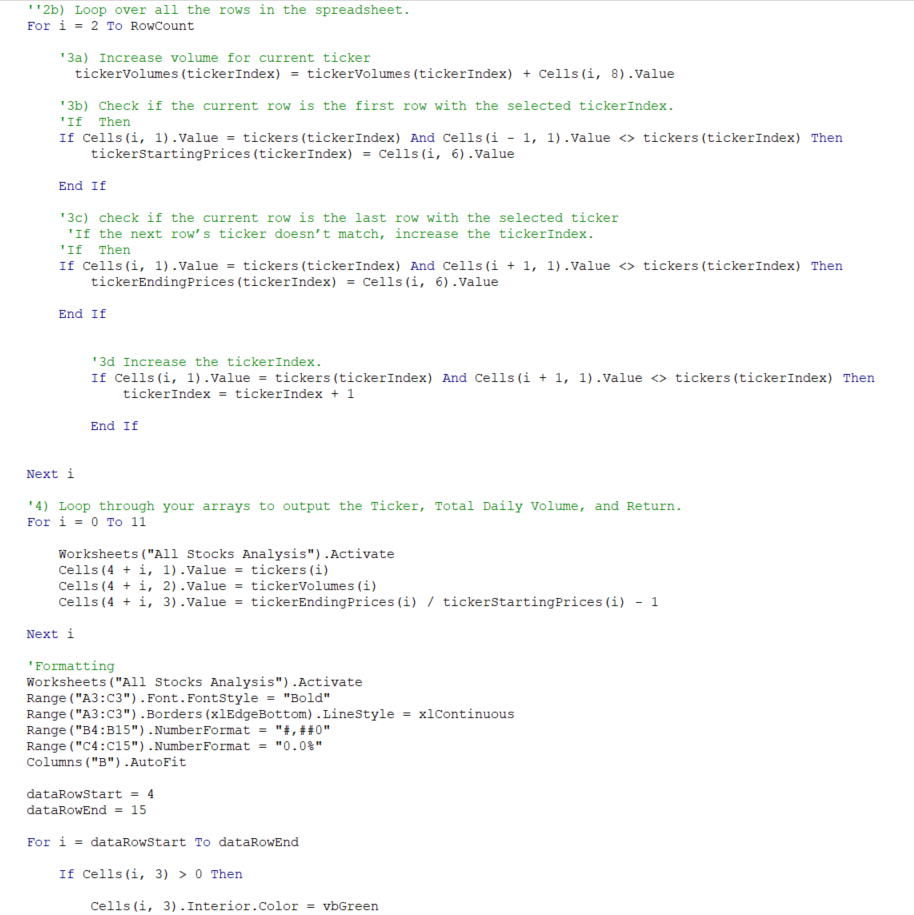 ''2b) Loop over all the rows in the spreadsheet.
For i = 2 To RowCount
'3a) Increase volume for current ticker
tickerVolumes(tickerIndex) = tickerVolumes(tickerIndex) + Cells(i, 8).Value
'3b) Check if the current row is the first row with the selected tickerIndex.
'If  Then
If Cells(i, 1).Value = tickers(tickerIndex) And Cells(i - 1, 1).Value <> tickers(tickerIndex) Then
tickerStartingPrices(tickerIndex) = Cells(i, 6).Value
End If
'3c) check if the current row is the last row with the selected ticker
'If the next row’s ticker doesn’t match, increase the tickerIndex.
'If  Then
If Cells(i, 1).Value = tickers(tickerIndex) And Cells(i + 1, 1).Value <> tickers(tickerIndex) Then
tickerEndingPrices(tickerIndex) = Cells(i, 6).Value
End If
'3d Increase the tickerIndex.
If Cells(i, 1).Value = tickers(tickerIndex) And Cells(i + 1, 1).Value <> tickers(tickerIndex) Then
tickerIndex = tickerIndex + 1
End If
Next i
'4) Loop through your arrays to output the Ticker, Total Daily Volume, and Return.
For i = 0 To 11
Worksheets("All Stocks Analysis").Activate
Cells(4 + i, 1).Value = tickers(i)
Cells(4 + i, 2).Value = tickerVolumes(i)
Cells(4 + i, 3).Value = tickerEndingPrices(i) / tickerStartingPrices(i) - 1
Next i
'Formatting
Worksheets("All Stocks Analysis").Activate
Range("A3:C3").Font.FontStyle = "Bold"
Range("A3:C3").Borders(xlEdgeBottom).LineStyle = xlContinuous
Range("B4:B15").NumberFormat = "#,##0"
Range("C4:C15").NumberFormat = "0.0%"
Columns("B").AutoFit
dataRowStart = 4
dataRowEnd = 15
For i = dataRowStart To dataRowEnd
If Cells(i, 3) > 0 Then
Cells(i, 3).Interior.Color = vbGreen